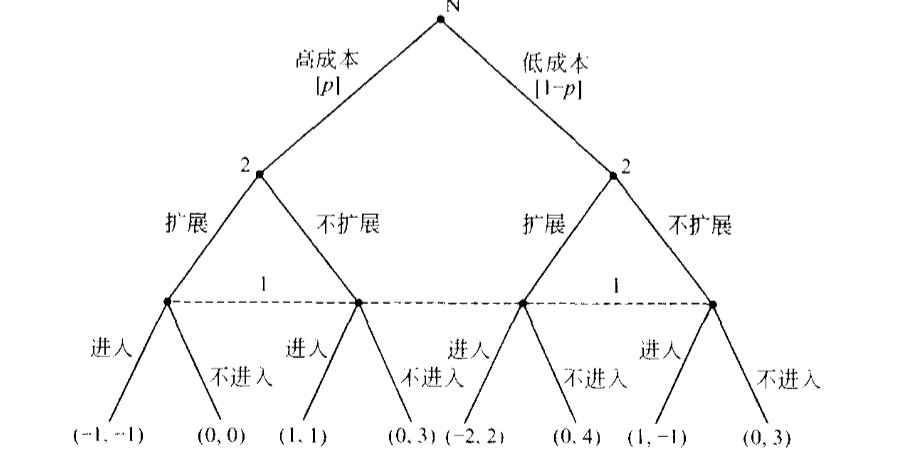 N
高成本
[p]
低成本
[1-p]
2
2
扩展
不扩展
扩展
不扩展
1
1
进入
不进入
进入
不进入
进入
不进入
进入
不进入
(-1, -1)
(0, 0)
(1, 1)
(0, 3)
(-2, 2)
(0, 4)
(1, -1)
(0, 3)